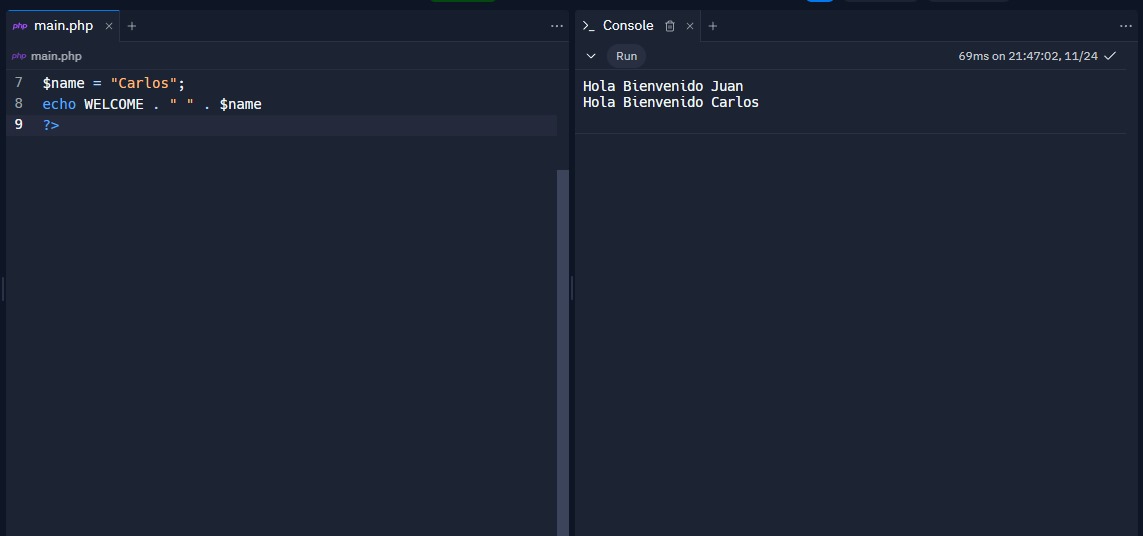 php main.php × +
php main.php
7 $name = "Carlos";
8 echo WELCOME . " " . $name
9 ?>
>_ Console × +
Run 69ms on 21:47:02, 11/24
Hola Bienvenido Juan
Hola Bienvenido Carlos